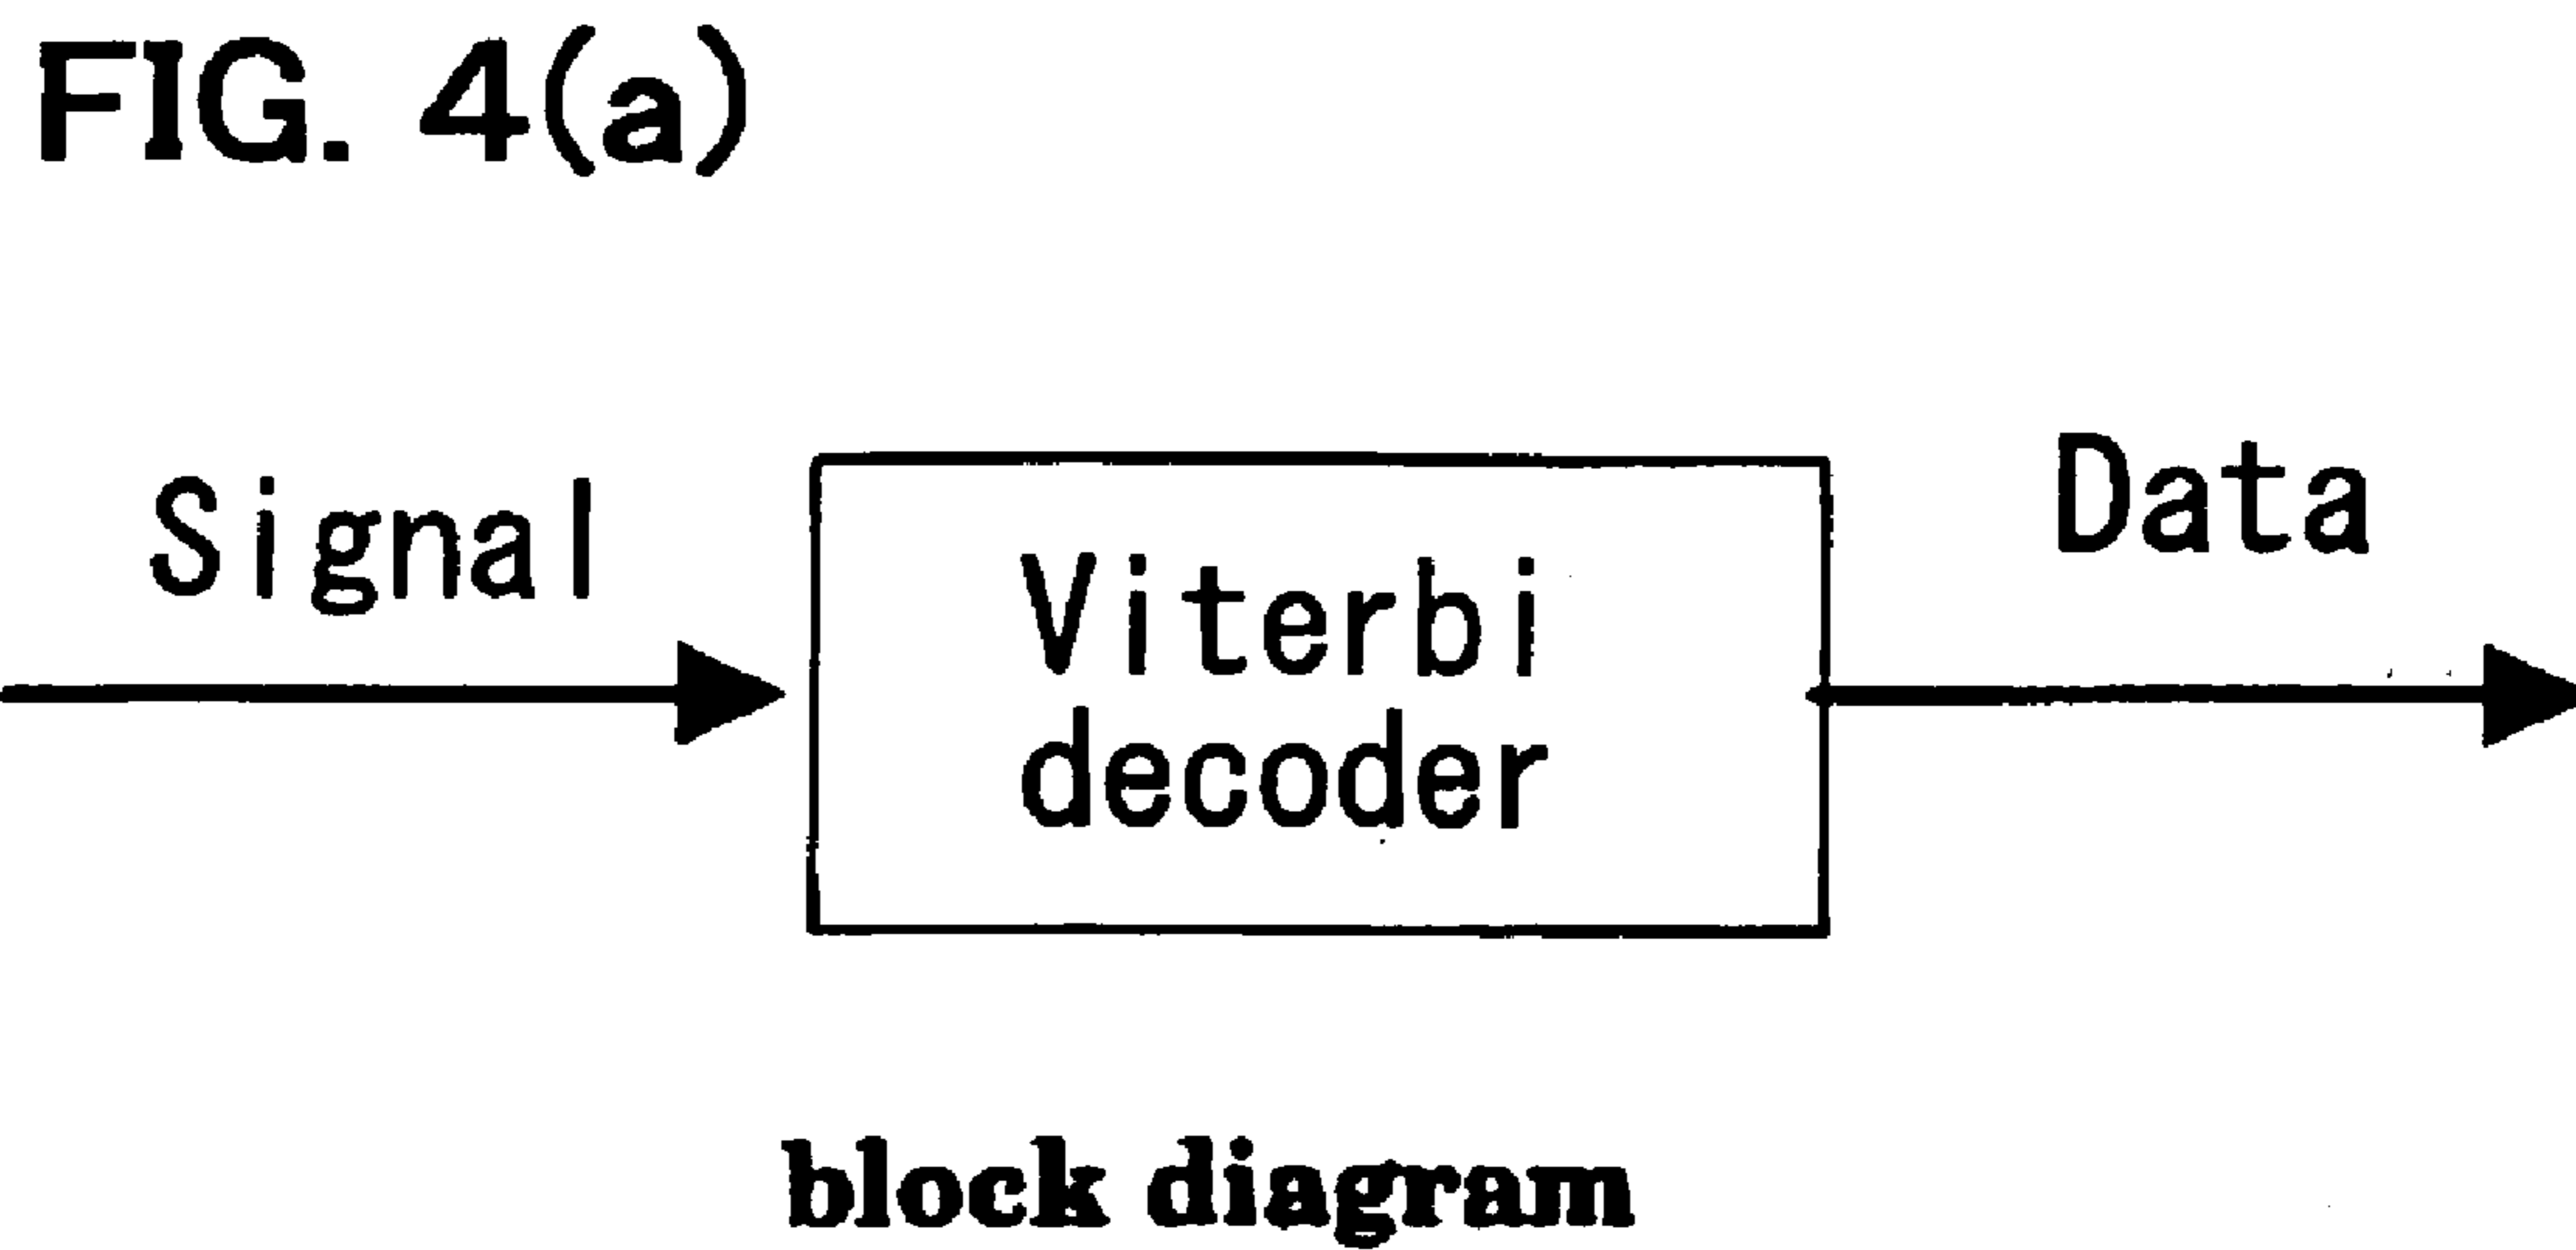 FIG. 4(a)
Signal
Viterbi
decoder
Data
block diagram